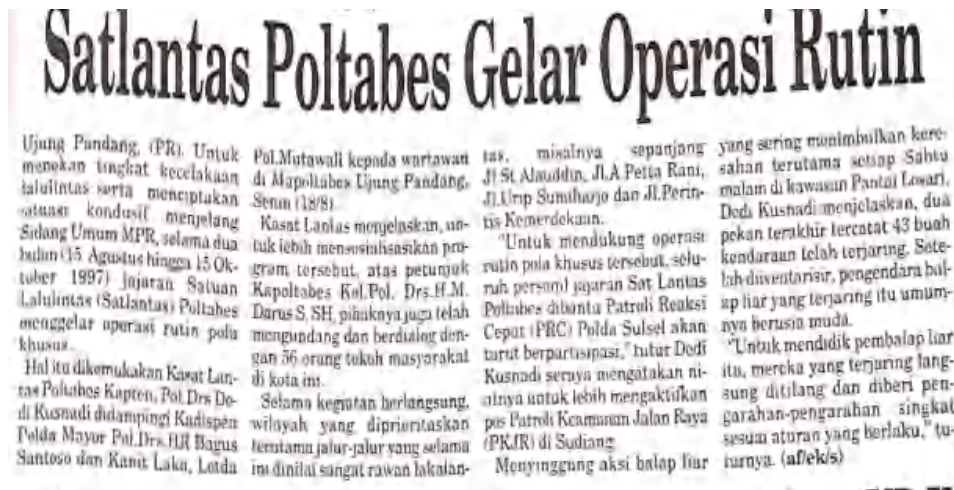 Satlantas Poltabes Gelar Operasi Rutin
Ujung Pandang, (PR). Untuk
menekan tingkat kecelakaan
lalulintas serta menciptakan
situasi kondusif menjelang
Sidang Umum MPR, selama dua
bulan (15 Agustus hingga 15 Ok-
tober 1997) jajaran Satuan
Lalulintas (Satlantas) Poltabes
menggelar operasi rutin pola
khusus.
Hal itu dikemukakan Kasat Lan-
tas Poltabes Kapten, Pol.Drs De-
di Kusnadi didampingi Kadispen
Polda Mayor Pol.Drs.HR Bagus
Santoso dan Kanit Laka, Letda
Pol.Mutawali kepada wartawan
di Mapoltabes Ujung Pandang,
Senin (18/8).
Kasat Lantas menjelaskan, un-
tuk lebih mensosialisasikan pro-
gram tersebut, atas petunjuk
Kapoltabes Kol.Pol. Drs.H.M.
Darus S, SH, pihaknya juga telah
mengundang dan berdialog den-
gan 56 orang tokoh masyarakat
di kota ini.
Selama kegiatan berlangsung,
wilayah yang diprioritaskan
terutama jalur-jalur yang selama
ini dinilai sangat rawan lakalan-
tas, misalnya sepanjang
Jl St Alauddin, Jl.A Petta Rani,
Jl.Urip Sumiharjo dan Jl.Perin-
tis Kemerdekaan.
"Untuk mendukung operasi
rutin pola khusus tersebut, selu-
ruh personil jajaran Sat Lantas
Poltabes dibantu Patroli Reaksi
Cepat (PRC) Polda Sulsel akan
turut berpartisipasi," tutur Dedi
Kusnadi seraya mengatakan ni-
atnya untuk lebih mengaktifkan
pos Patroli Keamanan Jalan Raya
(PKJR) di Sudiang.
Menyinggung aksi balap liar
yang sering menimbulkan kere-
sahan terutama setiap Sabtu
malam di kawasan Pantai Losari,
Dedi Kusnadi menjelaskan, dua
pekan terakhir tercatat 43 buah
kendaraan telah terjaring. Sete-
lah diinventarisir, pengendara bal-
ap liar yang terjaring itu umum-
nya berusia muda.
"Untuk mendidik pembalap liar
itu, mereka yang terjaring lang-
sung ditilang dan diberi pen-
garahan-pengarahan singkat
sesuai aturan yang berlaku," tu-
turnya. (af/ek/s)